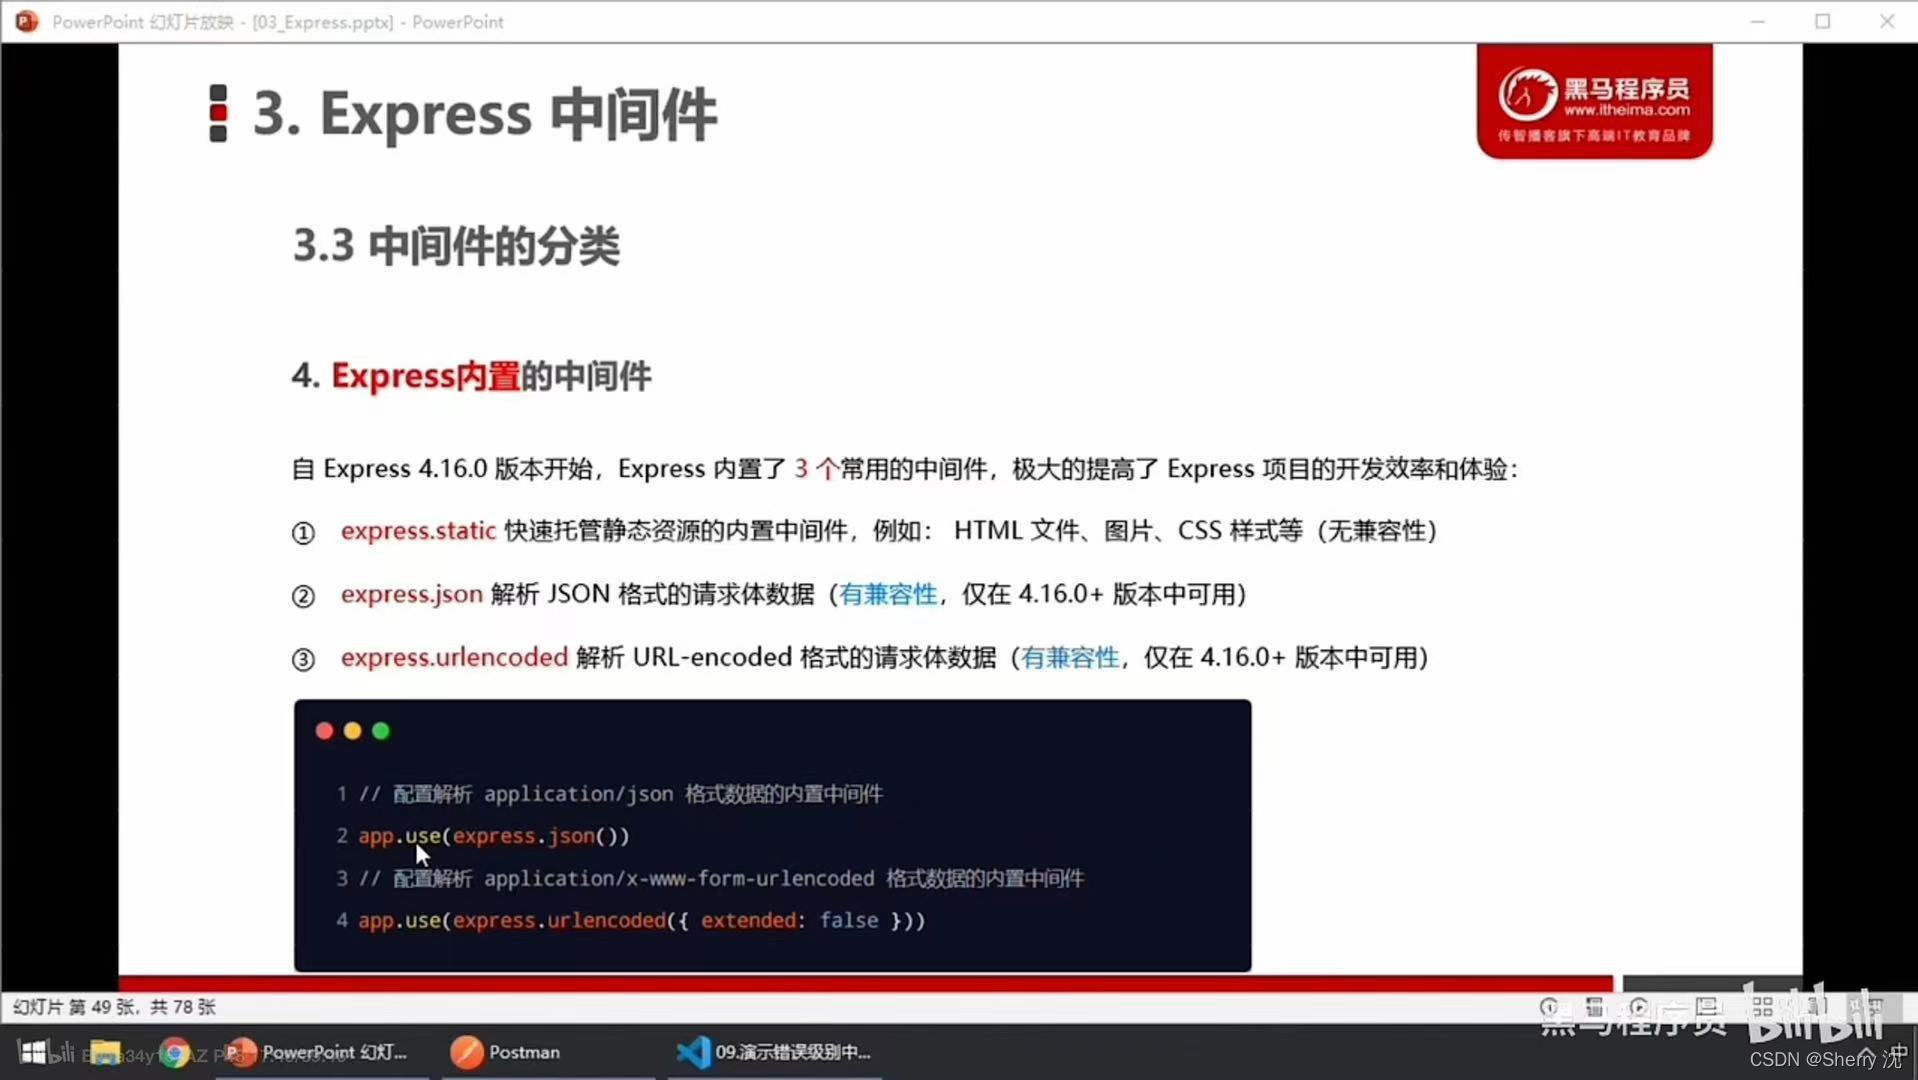 PowerPoint 幻灯片放映 - [03_Express.pptx] - PowerPoint
3. Express 中间件
黑马程序员
www.itheima.com
传智播客旗下高端IT教育品牌
3.3 中间件的分类
4. Express内置的中间件
自 Express 4.16.0 版本开始，Express 内置了 3 个常用的中间件，极大的提高了 Express 项目的开发效率和体验：
① express.static 快速托管静态资源的内置中间件，例如： HTML 文件、图片、CSS 样式等（无兼容性）
② express.json 解析 JSON 格式的请求体数据（有兼容性，仅在 4.16.0+ 版本中可用）
③ express.urlencoded 解析 URL-encoded 格式的请求体数据（有兼容性，仅在 4.16.0+ 版本中可用）
1 // 配置解析 application/json 格式数据的内置中间件
2 app.use(express.json())
3 // 配置解析 application/x-www-form-urlencoded 格式数据的内置中间件
4 app.use(express.urlencoded({ extended: false }))
幻灯片 第 49 张，共 78 张
黑马程序员 bilibili
PowerPoint 幻灯...
Postman
09.演示错误级别中...
中
CSDN @Sherry 沈